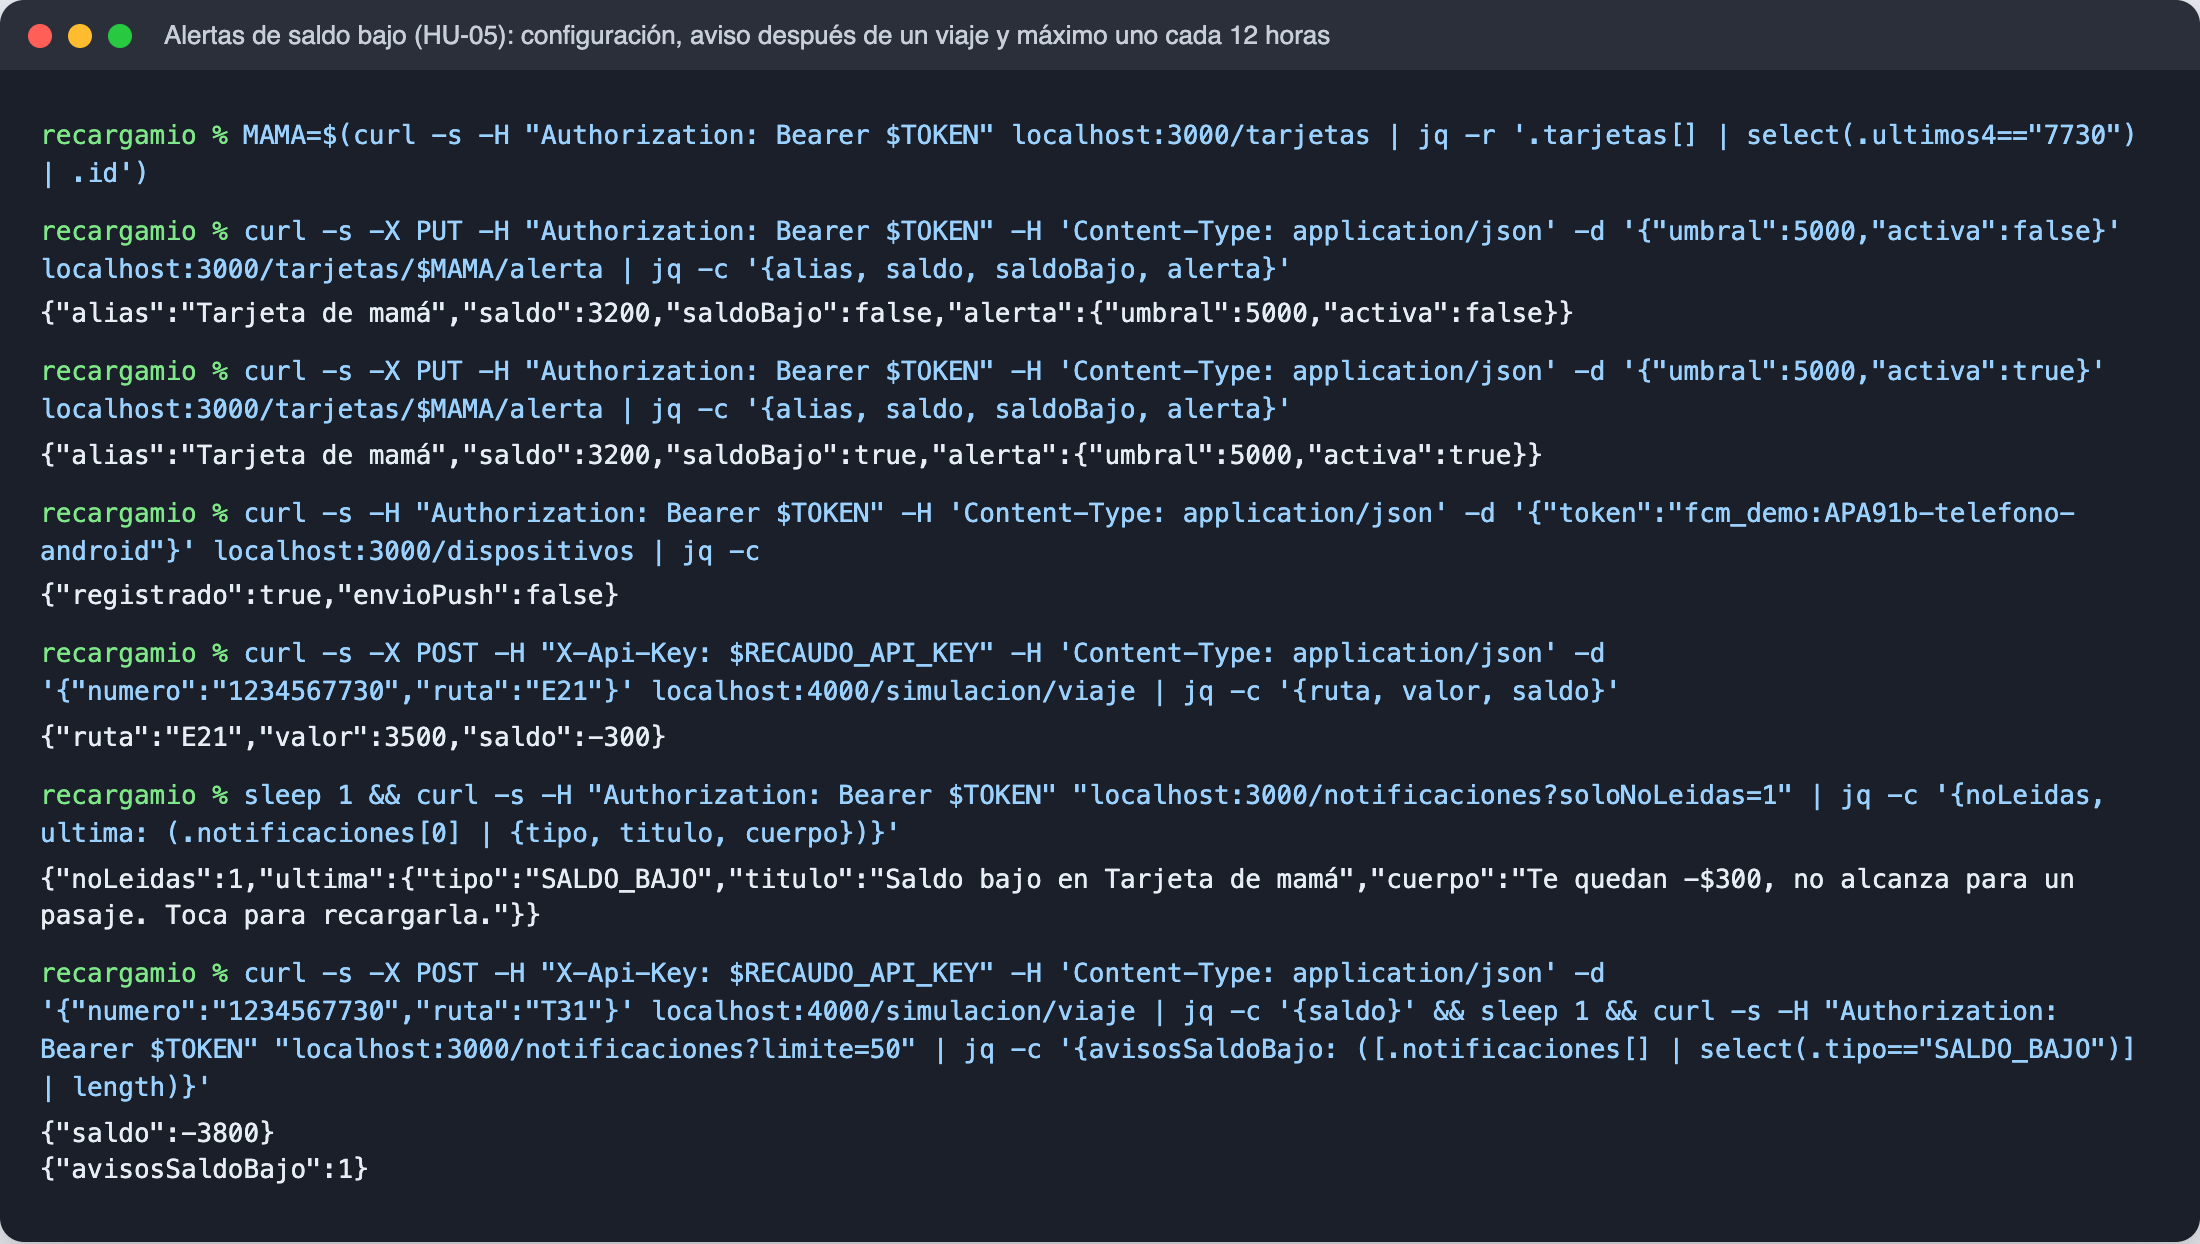 Alertas de saldo bajo (HU-05): configuración, aviso después de un viaje y máximo uno cada 12 horas
recargamio % MAMA=$(curl -s -H "Authorization: Bearer $TOKEN" localhost:3000/tarjetas | jq -r '.tarjetas[] | select(.ultimos4=="7730")
| .id')
recargamio % curl -s -X PUT -H "Authorization: Bearer $TOKEN" -H 'Content-Type: application/json' -d '{"umbral":5000,"activa":false}'
localhost:3000/tarjetas/$MAMA/alerta | jq -c '{alias, saldo, saldoBajo, alerta}'
{"alias":"Tarjeta de mamá","saldo":3200,"saldoBajo":false,"alerta":{"umbral":5000,"activa":false}}
recargamio % curl -s -X PUT -H "Authorization: Bearer $TOKEN" -H 'Content-Type: application/json' -d '{"umbral":5000,"activa":true}'
localhost:3000/tarjetas/$MAMA/alerta | jq -c '{alias, saldo, saldoBajo, alerta}'
{"alias":"Tarjeta de mamá","saldo":3200,"saldoBajo":true,"alerta":{"umbral":5000,"activa":true}}
recargamio % curl -s -H "Authorization: Bearer $TOKEN" -H 'Content-Type: application/json' -d '{"token":"fcm_demo:APA91b-telefono-
android"}' localhost:3000/dispositivos | jq -c
{"registrado":true,"envioPush":false}
recargamio % curl -s -X POST -H "X-Api-Key: $RECAUDO_API_KEY" -H 'Content-Type: application/json' -d
'{"numero":"1234567730","ruta":"E21"}' localhost:4000/simulacion/viaje | jq -c '{ruta, valor, saldo}'
{"ruta":"E21","valor":3500,"saldo":-300}
recargamio % sleep 1 && curl -s -H "Authorization: Bearer $TOKEN" "localhost:3000/notificaciones?soloNoLeidas=1" | jq -c '{noLeidas,
ultima: (.notificaciones[0] | {tipo, titulo, cuerpo})}'
{"noLeidas":1,"ultima":{"tipo":"SALDO_BAJO","titulo":"Saldo bajo en Tarjeta de mamá","cuerpo":"Te quedan -$300, no alcanza para un
pasaje. Toca para recargarla."}}
recargamio % curl -s -X POST -H "X-Api-Key: $RECAUDO_API_KEY" -H 'Content-Type: application/json' -d
'{"numero":"1234567730","ruta":"T31"}' localhost:4000/simulacion/viaje | jq -c '{saldo}' && sleep 1 && curl -s -H "Authorization:
Bearer $TOKEN" "localhost:3000/notificaciones?limite=50" | jq -c '{avisosSaldoBajo: ([.notificaciones[] | select(.tipo=="SALDO_BAJO")]
| length)}'
{"saldo":-3800}
{"avisosSaldoBajo":1}